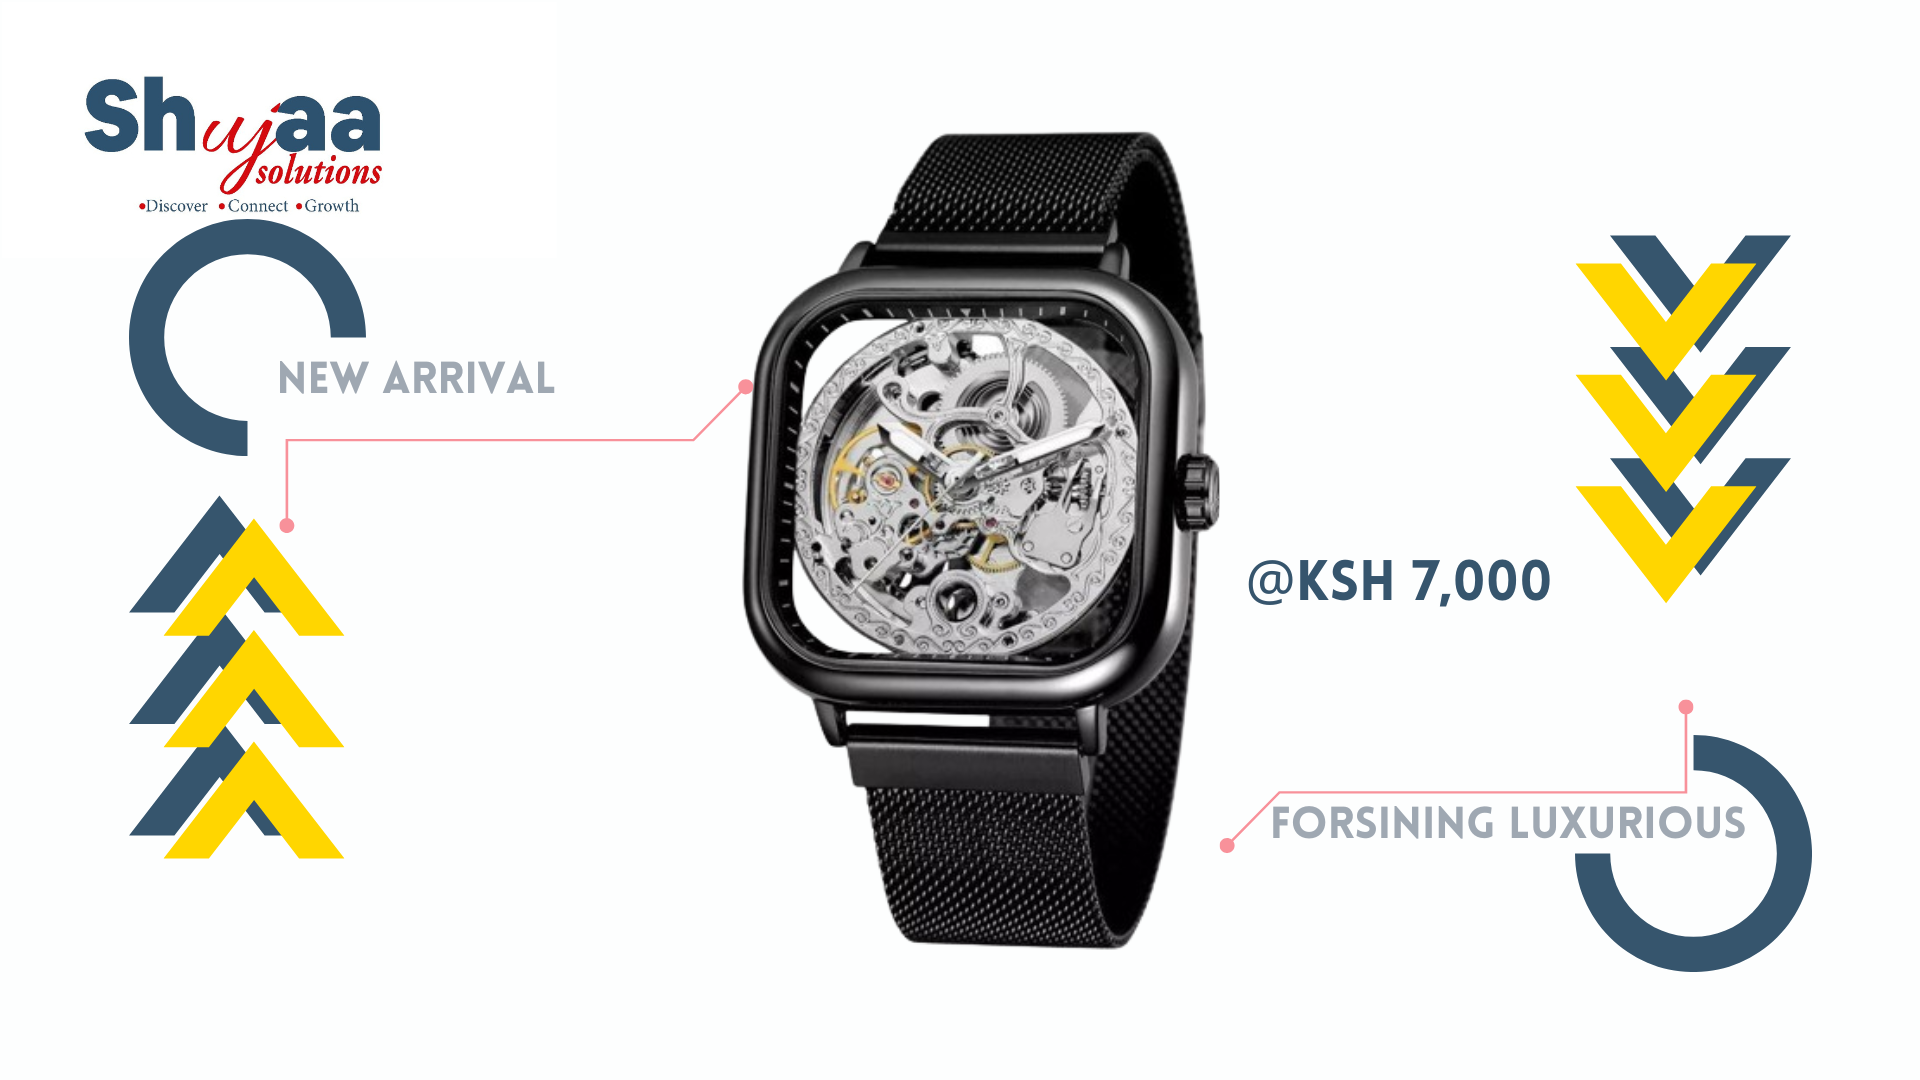 Shujaa
solutions
•Discover •Connect •Growth
NEW ARRIVAL
@KSH 7,000
FORSINING LUXURIOUS